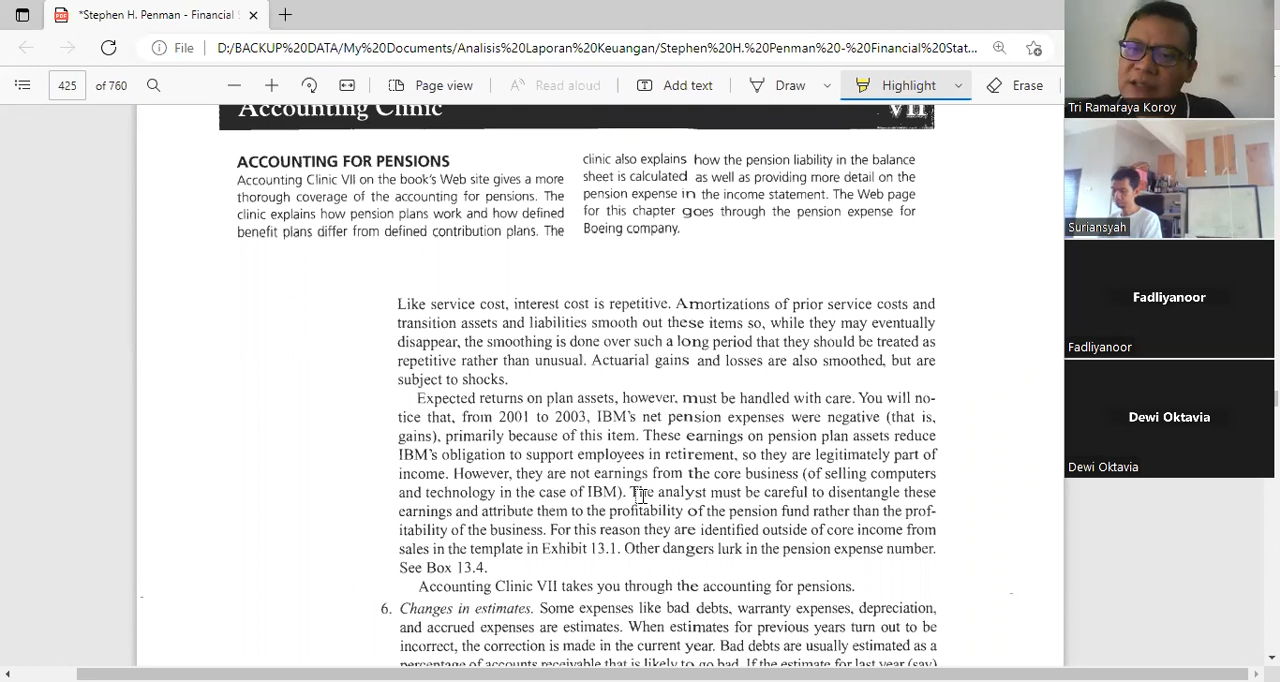 *Stephen H. Penman - Financial
File
D:/BACKUP%20DATA/My%20Documents/Analisis%20Laporan%20Keuangan/Stephen%20H.%20Penman%20-%20Financial%20Stat...
425 of 760
Page view
Read aloud
Add text
Draw
Highlight
Erase
Accounting Clinic VII
ACCOUNTING FOR PENSIONS
Accounting Clinic VII on the book's Web site gives a more
thorough coverage of the accounting for pensions. The
clinic explains how pension plans work and how defined
benefit plans differ from defined contribution plans. The
clinic also explains how the pension liability in the balance
sheet is calculated as well as providing more detail on the
pension expense in the income statement. The Web page
for this chapter goes through the pension expense for
Boeing company.
Like service cost, interest cost is repetitive. Amortizations of prior service costs and
transition assets and liabilities smooth out these items so, while they may eventually
disappear, the smoothing is done over such a long period that they should be treated as
repetitive rather than unusual. Actuarial gains and losses are also smoothed, but are
subject to shocks.
Expected returns on plan assets, however, must be handled with care. You will no-
tice that, from 2001 to 2003, IBM's net pension expenses were negative (that is,
gains), primarily because of this item. These earnings on pension plan assets reduce
IBM's obligation to support employees in retirement, so they are legitimately part of
income. However, they are not earnings from the core business (of selling computers
and technology in the case of IBM). The analyst must be careful to disentangle these
earnings and attribute them to the profitability of the pension fund rather than the prof-
itability of the business. For this reason they are identified outside of core income from
sales in the template in Exhibit 13.1. Other dangers lurk in the pension expense number.
See Box 13.4.
Accounting Clinic VII takes you through the accounting for pensions.
6. Changes in estimates. Some expenses like bad debts, warranty expenses, depreciation,
and accrued expenses are estimates. When estimates for previous years turn out to be
incorrect, the correction is made in the current year. Bad debts are usually estimated as a
percentage of accounts receivable that is likely to go bad. If the estimate for last year (say)
Tri Ramaraya Koroy
Suriansyah
Fadliyanoor
Fadliyanoor
Dewi Oktavia
Dewi Oktavia